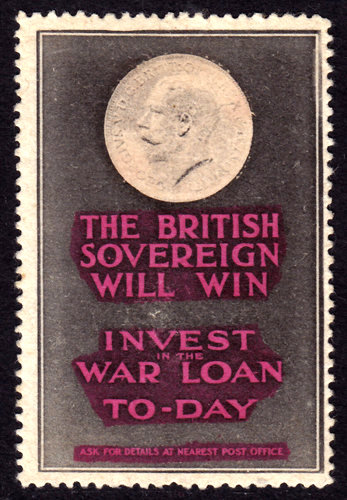 THE BRITISH
SOVEREIGN
WILL WIN
INVEST
IN THE
WAR LOAN
TO-DAY
ASK FOR DETAILS AT NEAREST POST OFFICE